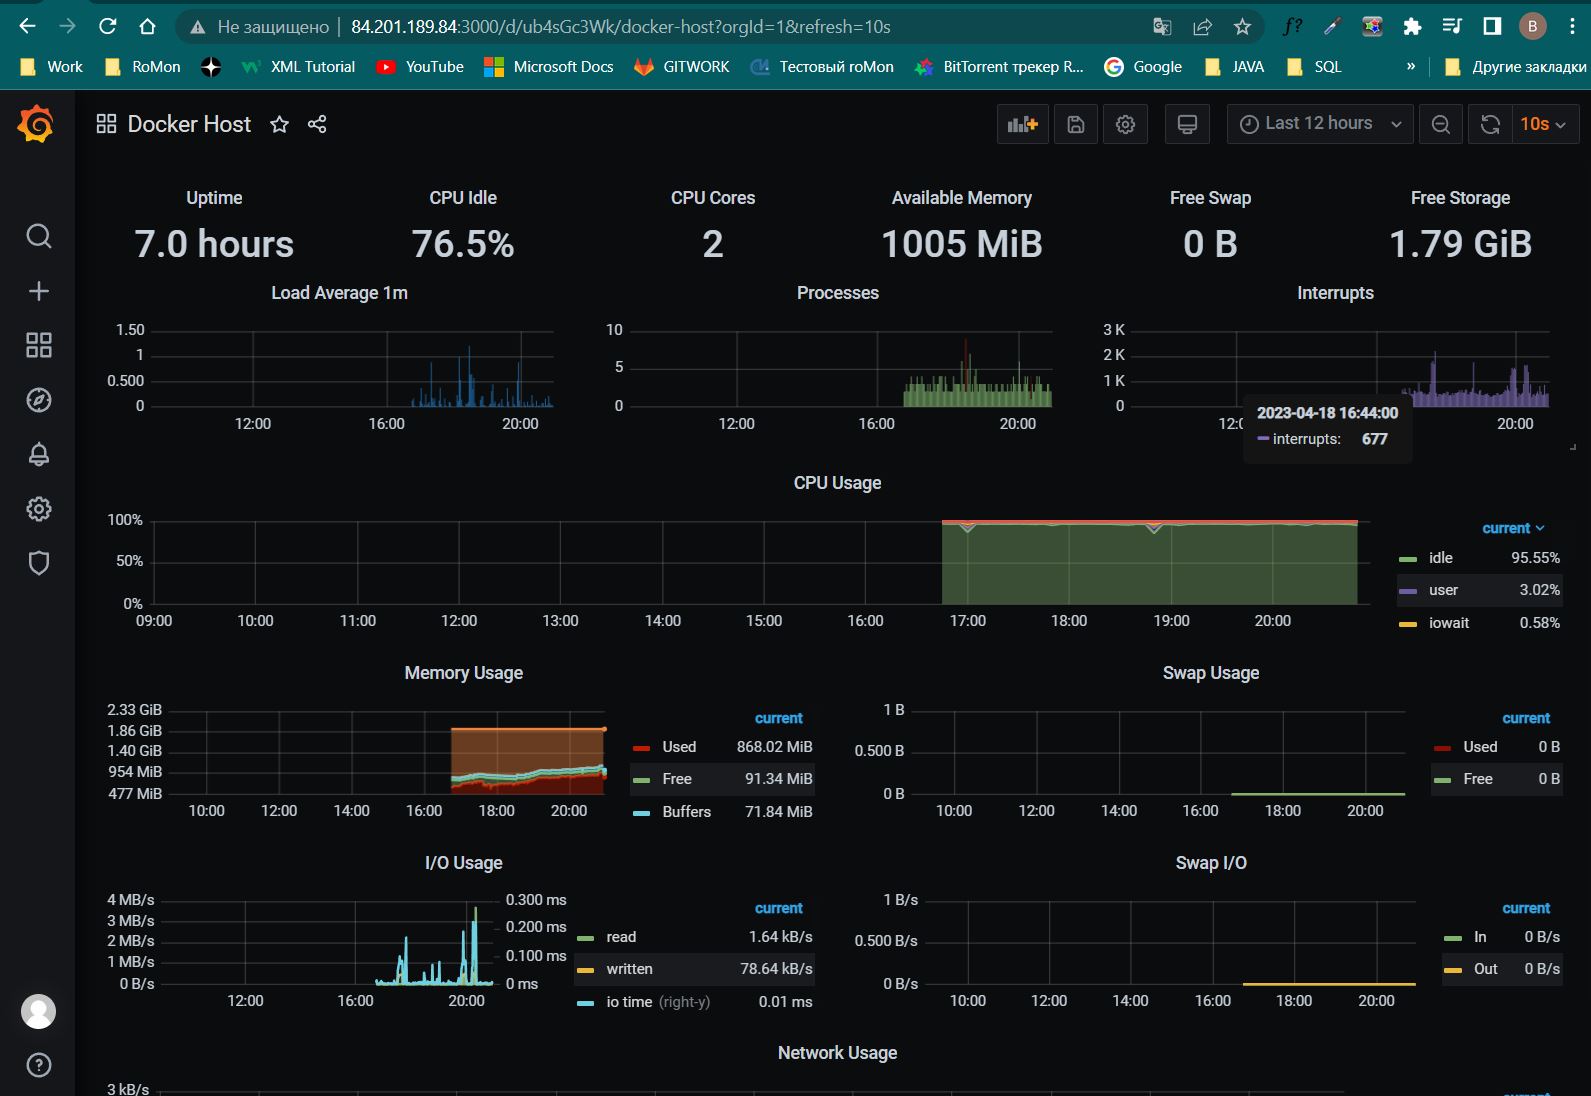 Не защищено | 84.201.189.84:3000/d/ub4sGc3Wk/docker-host?orgId=1&refresh=10s
f?
B
Work RoMon XML Tutorial YouTube Microsoft Docs GITWORK Тестовый roMon BitTorrent трекер R... Google JAVA SQL » Другие закладки
Docker Host
Last 12 hours
10s
Uptime CPU Idle CPU Cores Available Memory Free Swap Free Storage
7.0 hours 76.5% 2 1005 MiB 0 B 1.79 GiB
Load Average 1m
1.50
1
0.500
0
12:00 16:00 20:00
Processes
10
5
0
12:00 16:00 20:00
Interrupts
3 K
2 K
1 K
0
12:0
20:00
2023-04-18 16:44:00
interrupts: 677
CPU Usage
100%
50%
0%
09:00 10:00 11:00 12:00 13:00 14:00 15:00 16:00 17:00 18:00 19:00 20:00
current
idle 95.55%
user 3.02%
iowait 0.58%
Memory Usage
2.33 GiB
1.86 GiB
1.40 GiB
954 MiB
477 MiB
10:00 12:00 14:00 16:00 18:00 20:00
current
Used 868.02 MiB
Free 91.34 MiB
Buffers 71.84 MiB
Swap Usage
1 B
0.500 B
0 B
10:00 12:00 14:00 16:00 18:00 20:00
current
Used 0 B
Free 0 B
I/O Usage
4 MB/s
3 MB/s
2 MB/s
1 MB/s
0 B/s
0.300 ms
0.200 ms
0.100 ms
0 ms
12:00 16:00 20:00
current
read 1.64 kB/s
written 78.64 kB/s
io time (right-y) 0.01 ms
Swap I/O
1 B/s
0.500 B/s
0 B/s
10:00 12:00 14:00 16:00 18:00 20:00
current
In 0 B/s
Out 0 B/s
Network Usage
3 kB/s